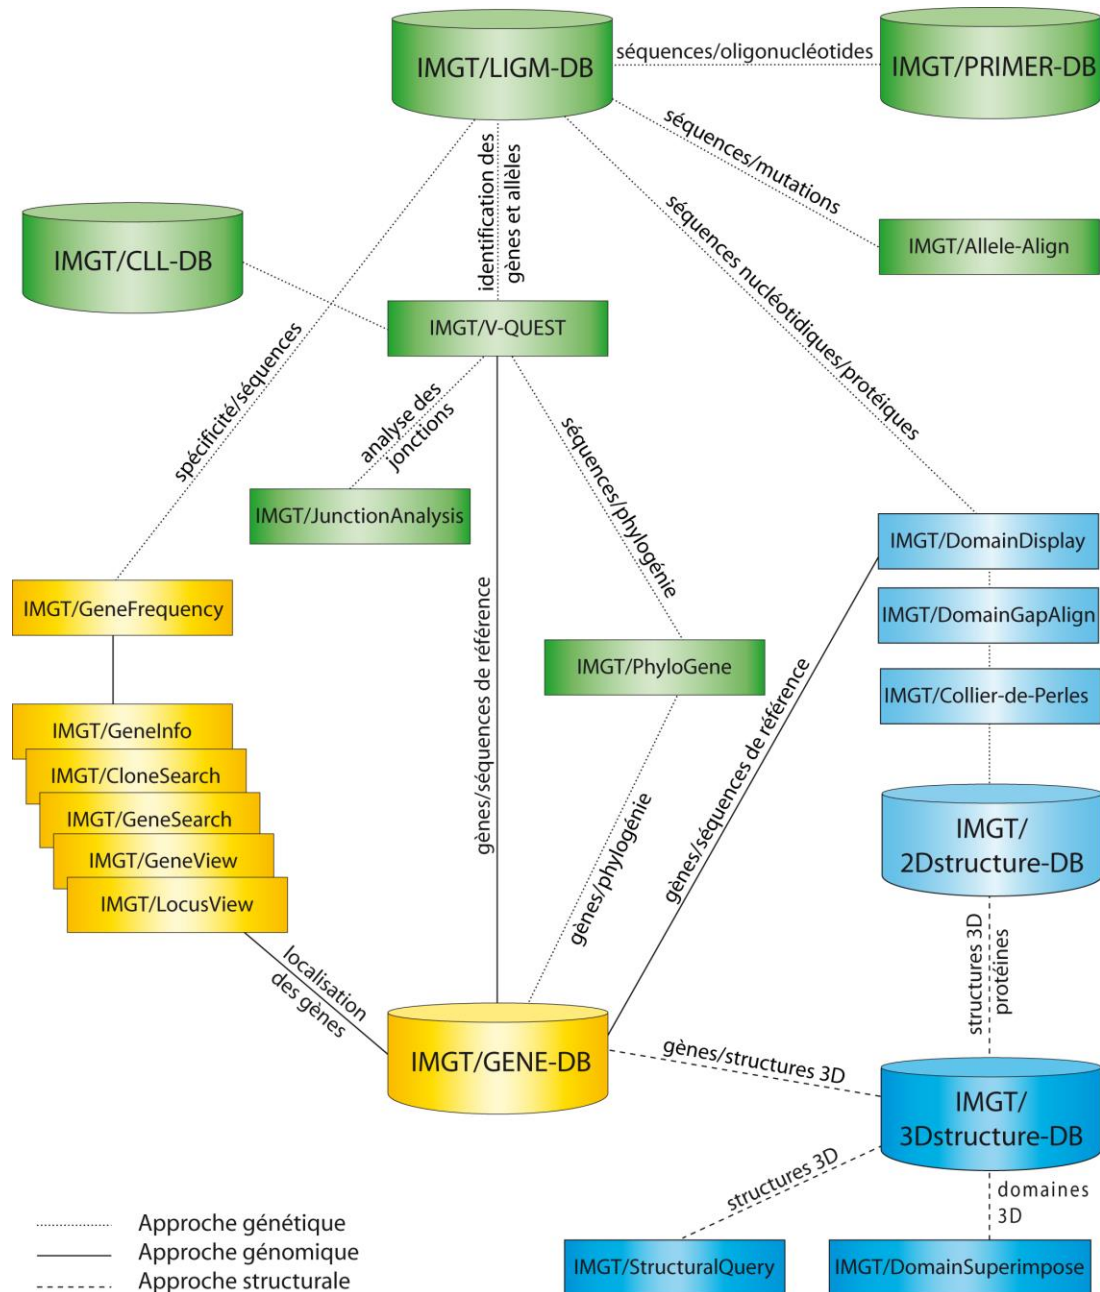 IMGT/LIGM-DB
séquences/oligonucléotides
IMGT/PRIMER-DB
séquences/mutations
identification des
gènes et allèles
séquences nucléotidiques/protéiques
IMGT/Allele-Align
IMGT/CLL-DB
IMGT/V-QUEST
spécificité/séquences
analyse des
jonctions
séquences/phylogénie
IMGT/JunctionAnalysis
IMGT/DomainDisplay
IMGT/GeneFrequency
IMGT/DomainGapAlign
IMGT/PhyloGene
IMGT/Collier-de-Perles
gènes/séquences de référence
gènes/séquences de référence
IMGT/GeneInfo
IMGT/CloneSearch
IMGT/GeneSearch
IMGT/GeneView
IMGT/LocusView
gènes/phylogénie
IMGT/
2Dstructure-DB
localisation
des gènes
structures 3D
protéines
IMGT/GENE-DB
gènes/structures 3D
IMGT/
3Dstructure-DB
structures 3D
domaines
3D
Approche génétique
Approche génomique
Approche structurale
IMGT/StructuralQuery
IMGT/DomainSuperimpose